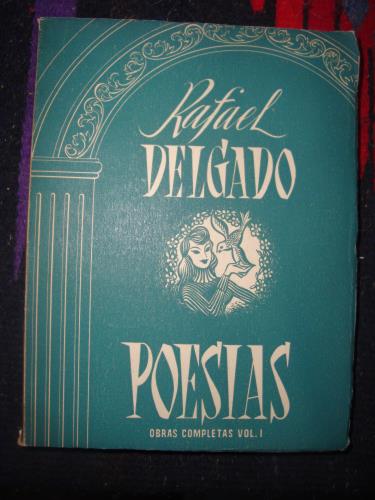 Rafael
DELGADO
POESIAS
OBRAS COMPLETAS VOL. I